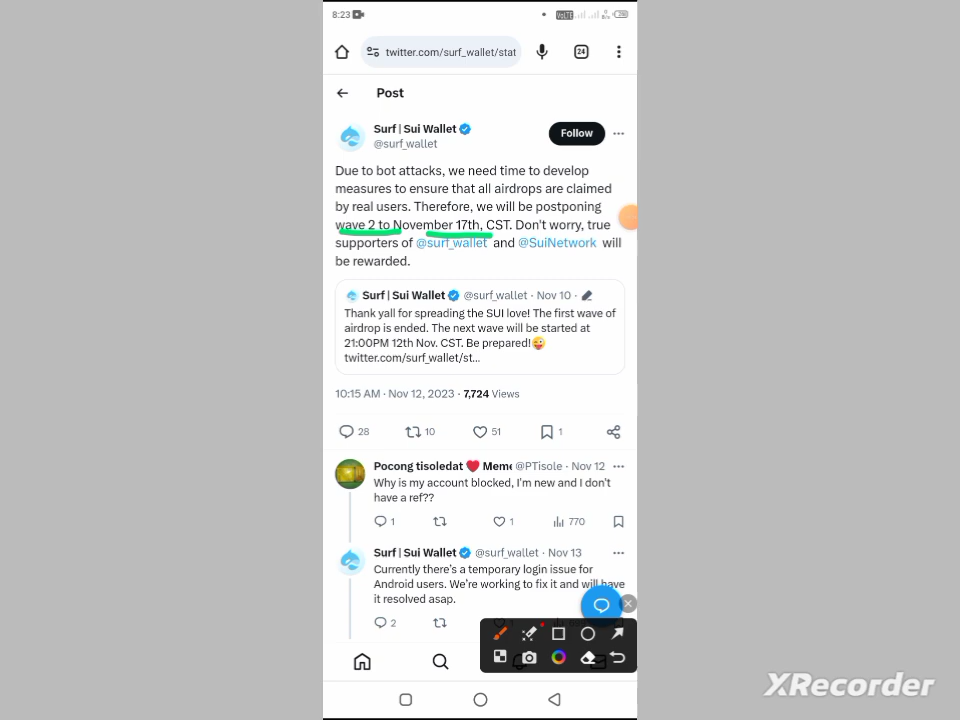 8:23
twitter.com/surf_wallet/stat
24
Post
Surf | Sui Wallet
@surf_wallet
Follow
Due to bot attacks, we need time to develop
measures to ensure that all airdrops are claimed
by real users. Therefore, we will be postponing
wave 2 to November 17th, CST. Don't worry, true
supporters of @surf_wallet and @SuiNetwork will
be rewarded.
Surf | Sui Wallet @surf_wallet · Nov 10 ·
Thank yall for spreading the SUI love! The first wave of
airdrop is ended. The next wave will be started at
21:00PM 12th Nov. CST. Be prepared!😜
twitter.com/surf_wallet/st...
10:15 AM · Nov 12, 2023 · 7,724 Views
28 10 51 1
Pocong tisoledat ❤️ Meme @PTisole · Nov 12
Why is my account blocked, I'm new and I don't
have a ref??
1 1 770
Surf | Sui Wallet @surf_wallet · Nov 13
Currently there's a temporary login issue for
Android users. We're working to fix it and will have
it resolved asap.
2
XRecorder